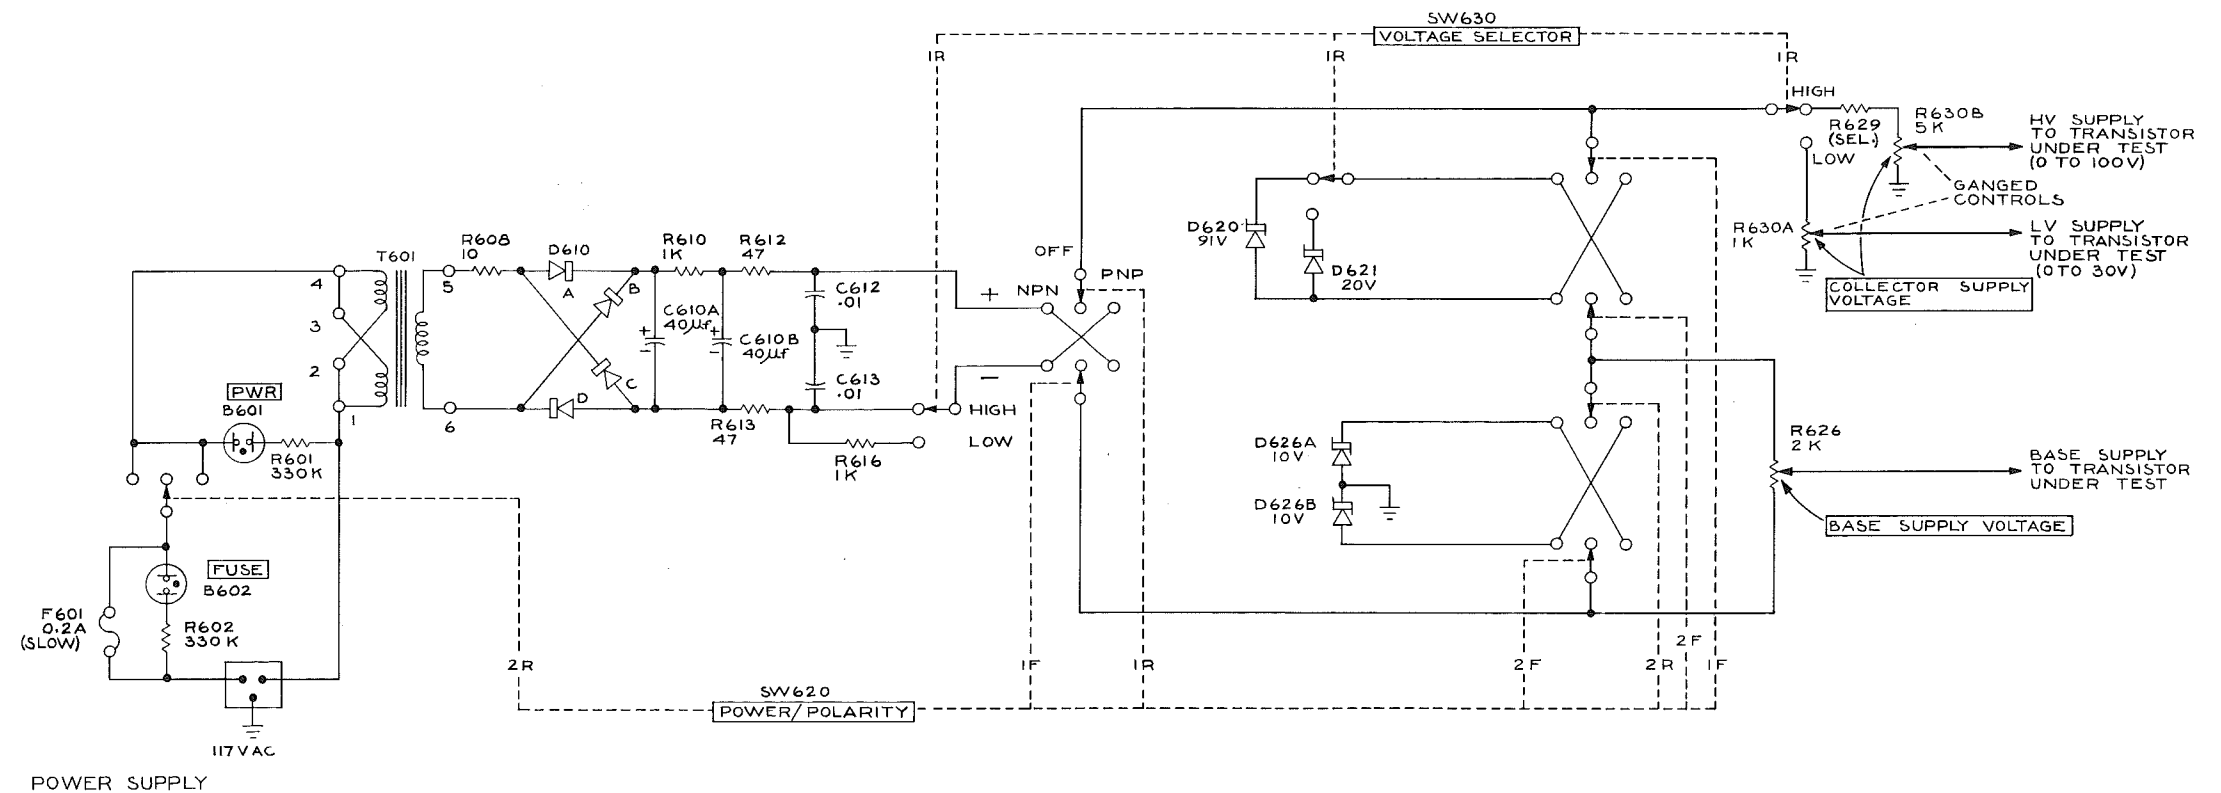 SW630
VOLTAGE SELECTOR
1R
1R
1R
HIGH
R629
(SEL.)
R630B
5K
HV SUPPLY
TO TRANSISTOR
UNDER TEST
(0 TO 100V)
LOW
GANGED
CONTROLS
R630A
1K
LV SUPPLY
TO TRANSISTOR
UNDER TEST
(0 TO 30V)
COLLECTOR SUPPLY
VOLTAGE
D620
91V
D621
20V
OFF
PNP
NPN
+
−
T601
4
3
2
1
5
6
R608
10
D610
A
B
C
D
R610
1K
R612
47
C610A
40µf
+
-
C610B
40µf
+
-
C612
.01
C613
.01
R613
47
HIGH
LOW
R616
1K
PWR
B601
R601
330K
FUSE
B602
F601
0.2A
(SLOW)
R602
330K
117VAC
D626A
10V
D626B
10V
R626
2K
BASE SUPPLY
TO TRANSISTOR
UNDER TEST
BASE SUPPLY VOLTAGE
2R
1F
1R
2F
2R
2F
1F
SW620
POWER/POLARITY
POWER SUPPLY